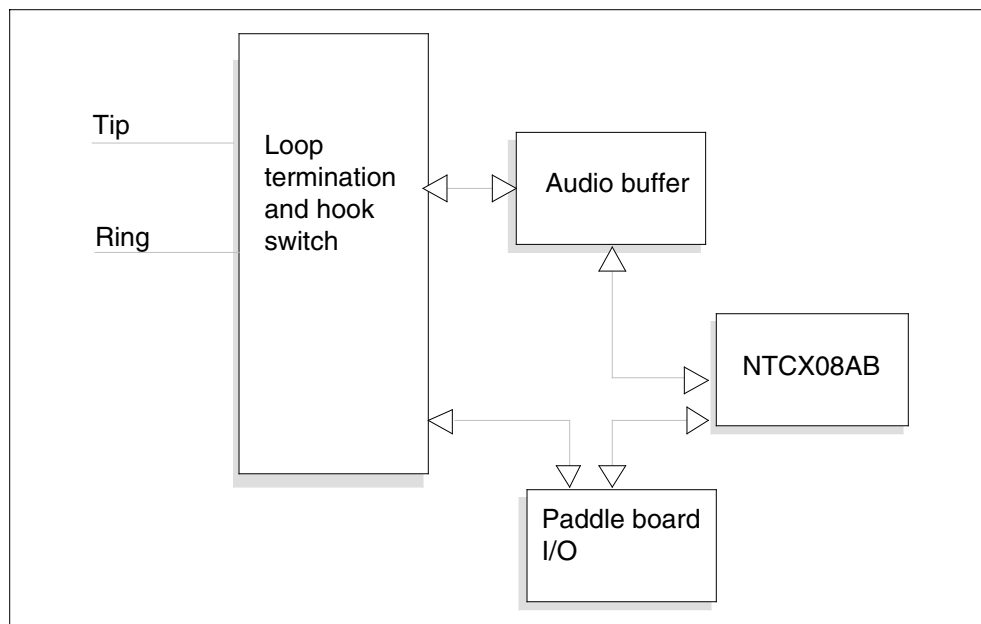 Tip
Ring
Loop
termination
and hook
switch
Audio buffer
NTCX08AB
Paddle board
I/O